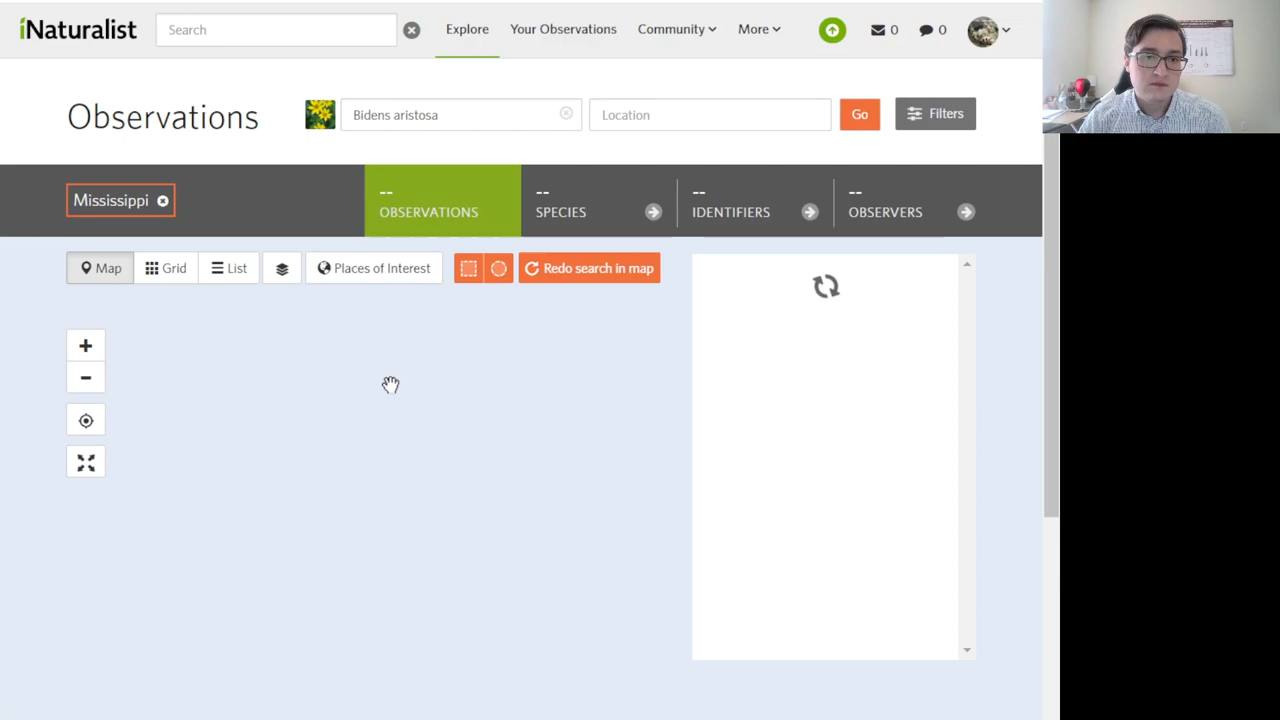 iNaturalist
Search
Explore
Your Observations
Community
More
0
0
Observations
Bidens aristosa
Location
Go
Filters
Mississippi
--
OBSERVATIONS
--
SPECIES
--
IDENTIFIERS
--
OBSERVERS
Map
Grid
List
Places of Interest
Redo search in map